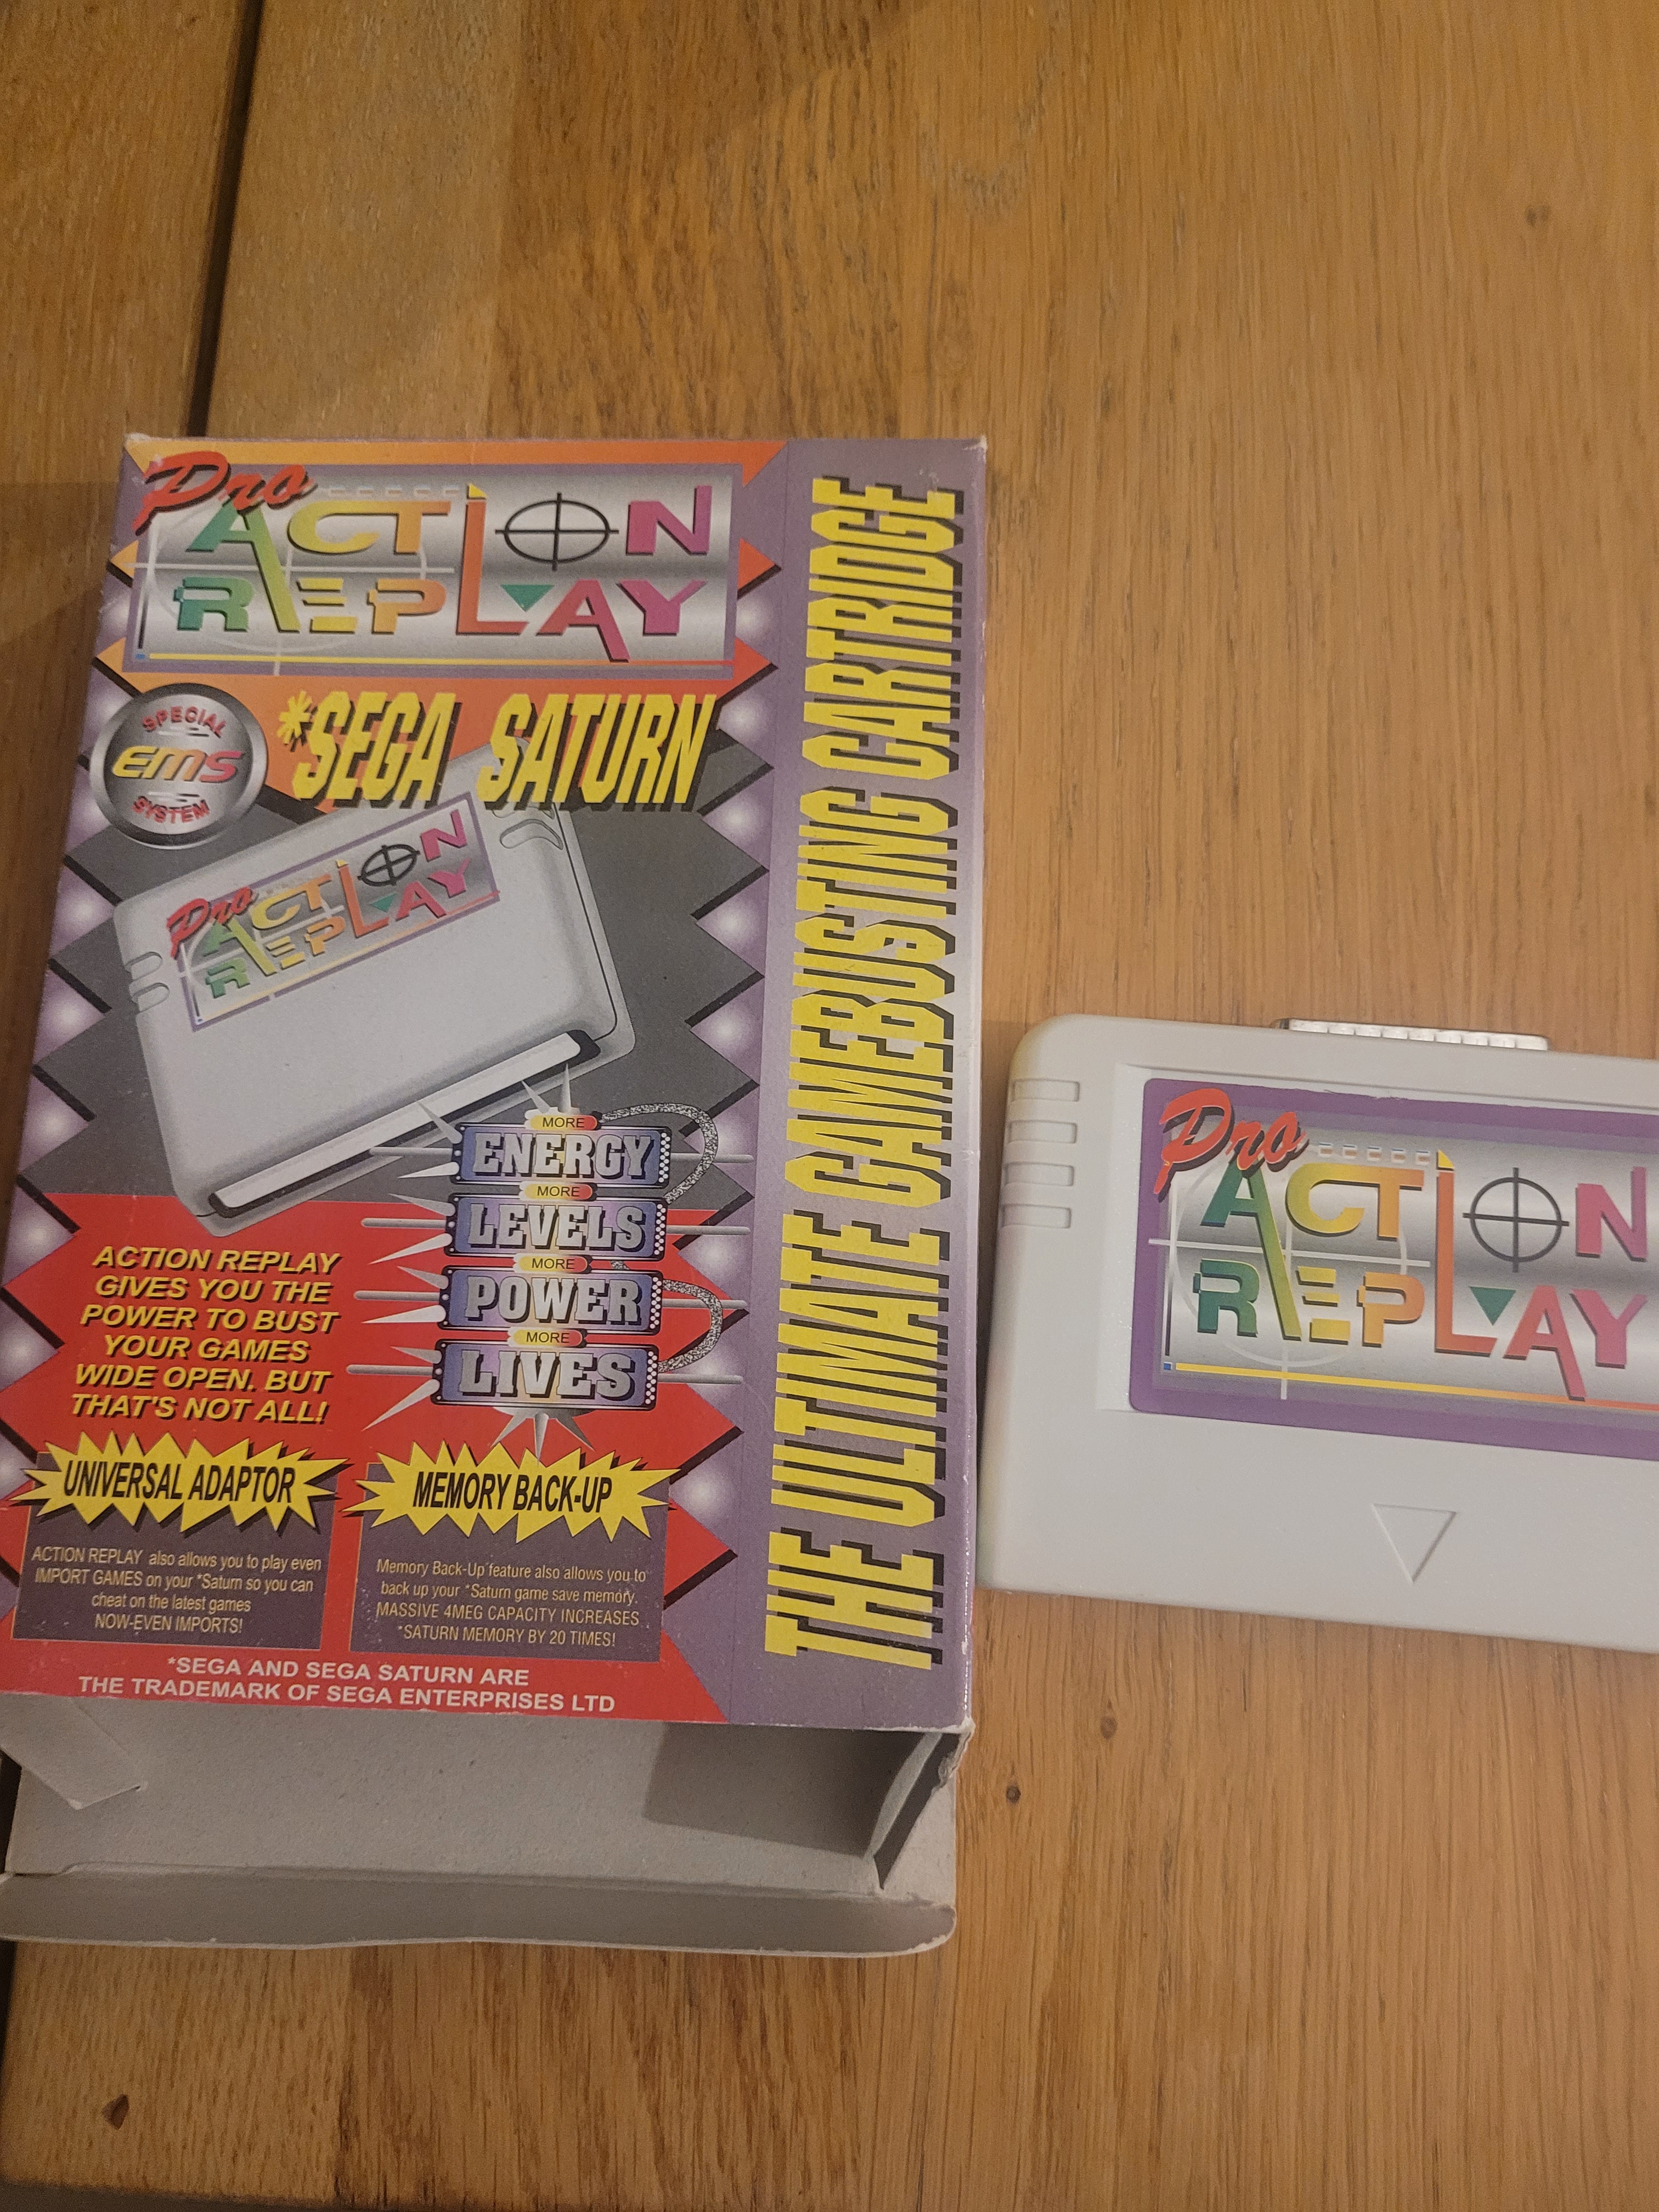 Pro
ACTION
REPLAY
*SEGA SATURN
SPECIAL
EMS
SYSTEM
Pro
ACTION
REPLAY
MORE
ENERGY
MORE
LEVELS
MORE
POWER
MORE
LIVES
ACTION REPLAY
GIVES YOU THE
POWER TO BUST
YOUR GAMES
WIDE OPEN. BUT
THAT'S NOT ALL!
UNIVERSAL ADAPTOR
ACTION REPLAY also allows you to play even
IMPORT GAMES on your *Saturn so you can
cheat on the latest games
NOW-EVEN IMPORTS!
MEMORY BACK-UP
Memory Back-Up feature also allows you to
back up your *Saturn game save memory.
MASSIVE 4MEG CAPACITY INCREASES
*SATURN MEMORY BY 20 TIMES!
*SEGA AND SEGA SATURN ARE
THE TRADEMARK OF SEGA ENTERPRISES LTD
THE ULTIMATE GAMEBUSTING CARTRIDGE
Pro
ACTION
REPLAY